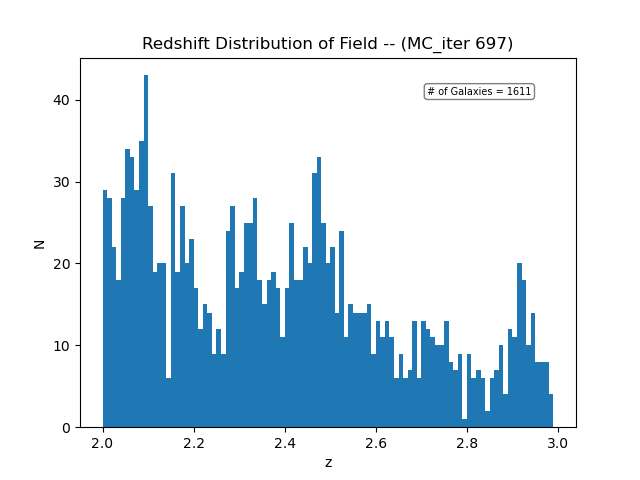 Redshift Distribution of Field -- (MC_iter 697)
# of Galaxies = 1611
40
30
20
10
0
N
2.0 2.2 2.4 2.6 2.8 3.0
z